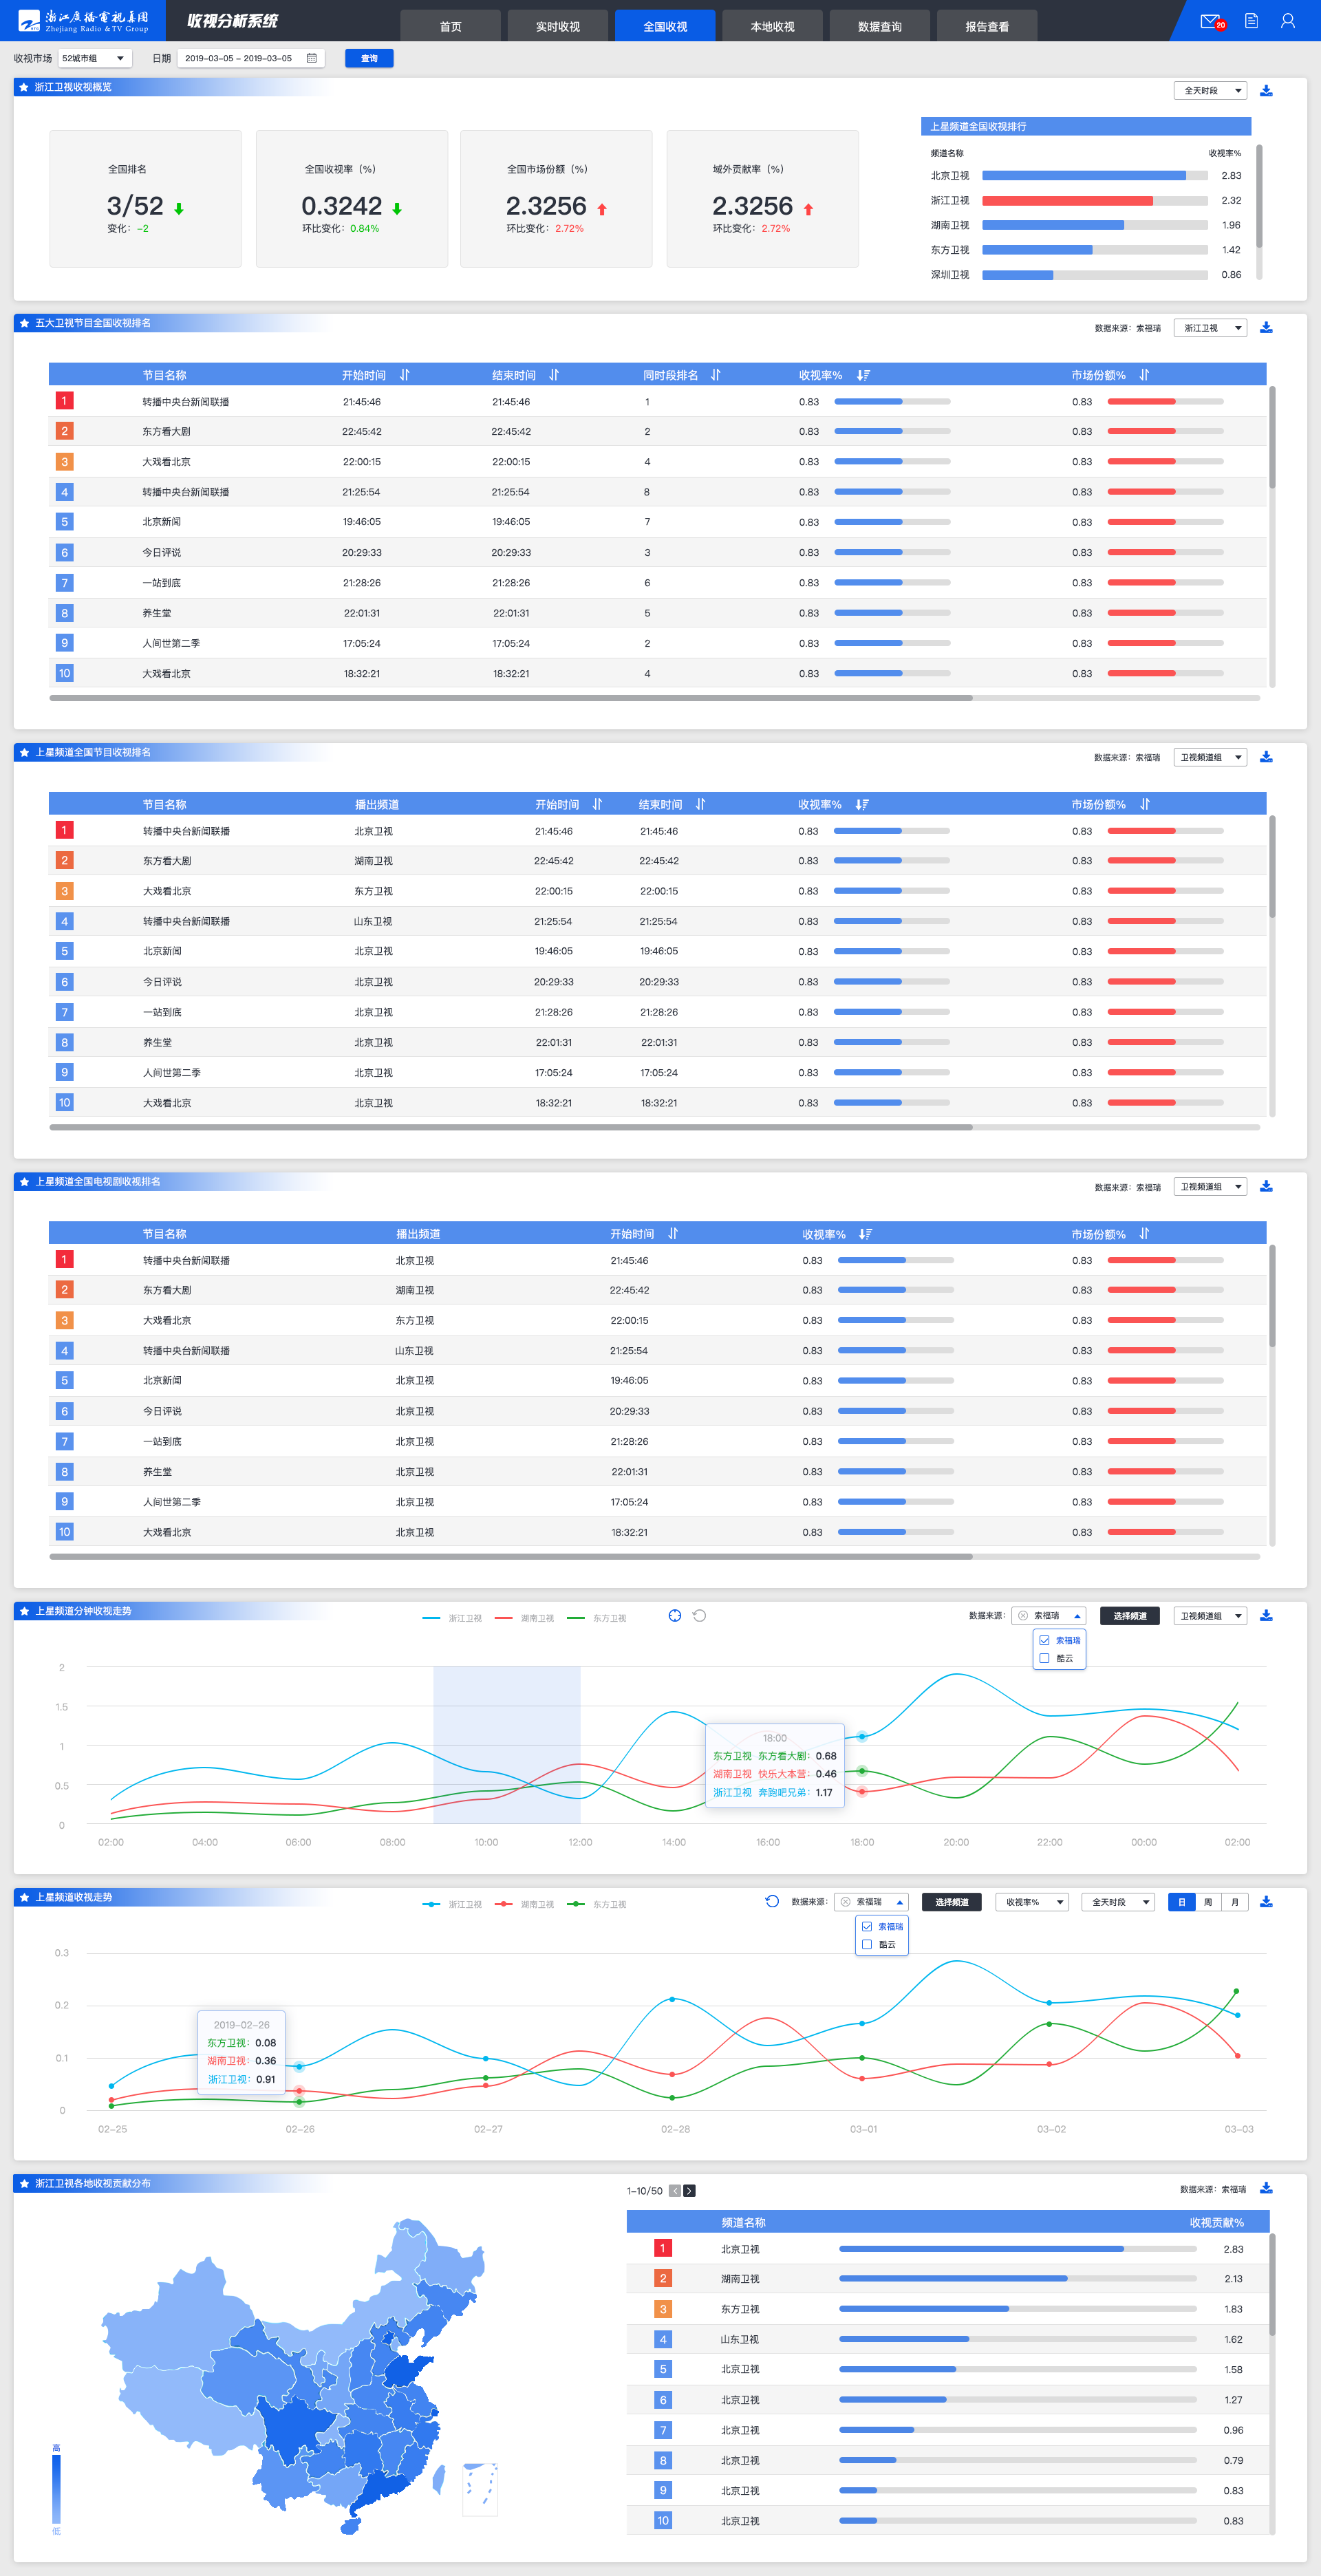 浙江广播电视集团 收视分析系统 首页 实时收视 全国收视 本地收视 数据查询 报告查看 20
Zhejiang Radio & TV Group
收视市场 52城市组 日期 2019-03-05 - 2019-03-05 查询
浙江卫视收视概览 全天时段
全国排名 全国收视率（%） 全国市场份额（%） 域外贡献率（%）
3/52 0.3242 2.3256 2.3256
变化：-2 环比变化：0.84% 环比变化：2.72% 环比变化：2.72%
上星频道全国收视排行
频道名称 收视率%
北京卫视 2.83
浙江卫视 2.32
湖南卫视 1.96
东方卫视 1.42
深圳卫视 0.86
五大卫视节目全国收视排名 数据来源：索福瑞 浙江卫视
节目名称 开始时间 结束时间 同时段排名 收视率% 市场份额%
1 转播中央台新闻联播 21:45:46 21:45:46 1 0.83 0.83
2 东方看大剧 22:45:42 22:45:42 2 0.83 0.83
3 大戏看北京 22:00:15 22:00:15 4 0.83 0.83
4 转播中央台新闻联播 21:25:54 21:25:54 8 0.83 0.83
5 北京新闻 19:46:05 19:46:05 7 0.83 0.83
6 今日评说 20:29:33 20:29:33 3 0.83 0.83
7 一站到底 21:28:26 21:28:26 6 0.83 0.83
8 养生堂 22:01:31 22:01:31 5 0.83 0.83
9 人间世第二季 17:05:24 17:05:24 2 0.83 0.83
10 大戏看北京 18:32:21 18:32:21 4 0.83 0.83
上星频道全国节目收视排名 数据来源：索福瑞 卫视频道组
节目名称 播出频道 开始时间 结束时间 收视率% 市场份额%
1 转播中央台新闻联播 北京卫视 21:45:46 21:45:46 0.83 0.83
2 东方看大剧 湖南卫视 22:45:42 22:45:42 0.83 0.83
3 大戏看北京 东方卫视 22:00:15 22:00:15 0.83 0.83
4 转播中央台新闻联播 山东卫视 21:25:54 21:25:54 0.83 0.83
5 北京新闻 北京卫视 19:46:05 19:46:05 0.83 0.83
6 今日评说 北京卫视 20:29:33 20:29:33 0.83 0.83
7 一站到底 北京卫视 21:28:26 21:28:26 0.83 0.83
8 养生堂 北京卫视 22:01:31 22:01:31 0.83 0.83
9 人间世第二季 北京卫视 17:05:24 17:05:24 0.83 0.83
10 大戏看北京 北京卫视 18:32:21 18:32:21 0.83 0.83
上星频道全国电视剧收视排名 数据来源：索福瑞 卫视频道组
节目名称 播出频道 开始时间 收视率% 市场份额%
1 转播中央台新闻联播 北京卫视 21:45:46 0.83 0.83
2 东方看大剧 湖南卫视 22:45:42 0.83 0.83
3 大戏看北京 东方卫视 22:00:15 0.83 0.83
4 转播中央台新闻联播 山东卫视 21:25:54 0.83 0.83
5 北京新闻 北京卫视 19:46:05 0.83 0.83
6 今日评说 北京卫视 20:29:33 0.83 0.83
7 一站到底 北京卫视 21:28:26 0.83 0.83
8 养生堂 北京卫视 22:01:31 0.83 0.83
9 人间世第二季 北京卫视 17:05:24 0.83 0.83
10 大戏看北京 北京卫视 18:32:21 0.83 0.83
上星频道分钟收视走势 浙江卫视 湖南卫视 东方卫视 数据来源： 索福瑞 选择频道 卫视频道组
索福瑞
酷云
2
1.5
1
0.5
0
18:00
东方卫视 东方看大剧：0.68
湖南卫视 快乐大本营：0.46
浙江卫视 奔跑吧兄弟：1.17
02:00 04:00 06:00 08:00 10:00 12:00 14:00 16:00 18:00 20:00 22:00 00:00 02:00
上星频道收视走势 浙江卫视 湖南卫视 东方卫视 数据来源： 索福瑞 选择频道 收视率% 全天时段 日 周 月
索福瑞
酷云
0.3
0.2
0.1
0
2019-02-26
东方卫视：0.08
湖南卫视：0.36
浙江卫视：0.91
02-25 02-26 02-27 02-28 03-01 03-02 03-03
浙江卫视各地收视贡献分布 1-10/50 数据来源：索福瑞
高
低
频道名称 收视贡献%
1 北京卫视 2.83
2 湖南卫视 2.13
3 东方卫视 1.83
4 山东卫视 1.62
5 北京卫视 1.58
6 北京卫视 1.27
7 北京卫视 0.96
8 北京卫视 0.79
9 北京卫视 0.83
10 北京卫视 0.83